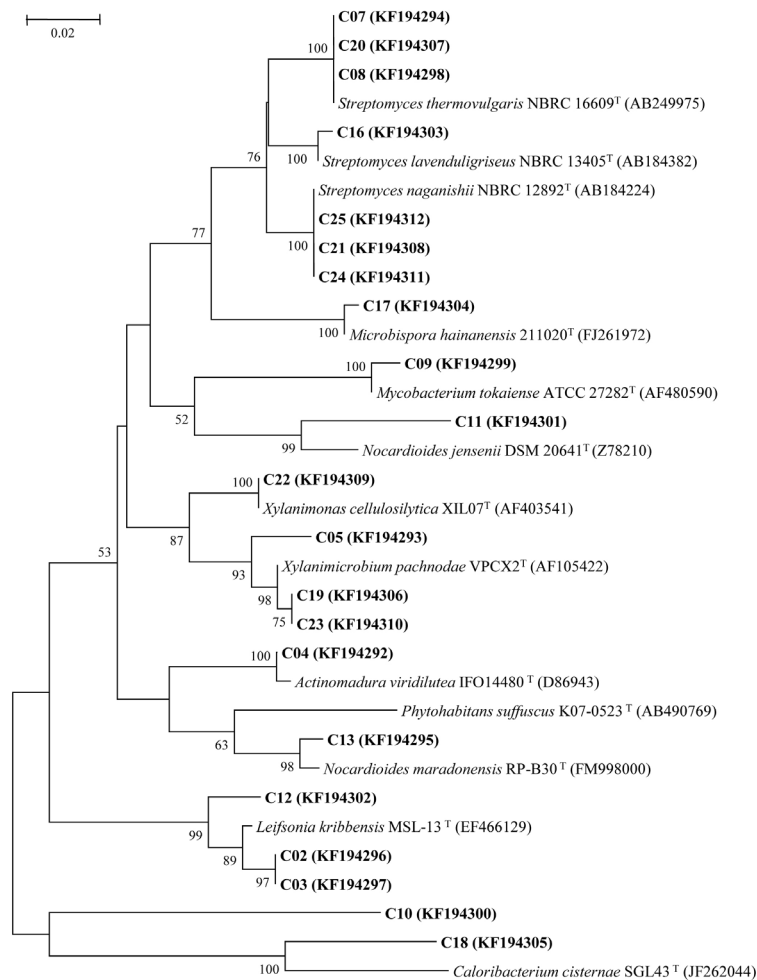 C07 (KF194294)
0.02
100
C20 (KF194307)
C08 (KF194298)
Streptomyces thermovulgaris NBRC 16609T (AB249975)
C16 (KF194303)
76
100
Streptomyces lavenduligriseus NBRC 13405T (AB184382)
Streptomyces naganishii NBRC 12892T (AB184224)
C25 (KF194312)
77
100
C21 (KF194308)
C24 (KF194311)
C17 (KF194304)
100
Microbispora hainanensis 211020T (FJ261972)
100
C09 (KF194299)
Mycobacterium tokaiense ATCC 27282T (AF480590)
52
C11 (KF194301)
99
Nocardioides jensenii DSM 20641T (Z78210)
100
C22 (KF194309)
Xylanimonas cellulosilytica XIL07T (AF403541)
87
C05 (KF194293)
53
Xylanimicrobium pachnodae VPCX2T (AF105422)
93
98
C19 (KF194306)
75
C23 (KF194310)
100
C04 (KF194292)
Actinomadura viridilutea IFO14480 T (D86943)
Phytohabitans suffuscus K07-0523 T (AB490769)
63
C13 (KF194295)
98
Nocardioides maradonensis RP-B30 T (FM998000)
C12 (KF194302)
99
Leifsonia kribbensis MSL-13 T (EF466129)
89
C02 (KF194296)
97
C03 (KF194297)
C10 (KF194300)
C18 (KF194305)
100
Caloribacterium cisternae SGL43 T (JF262044)